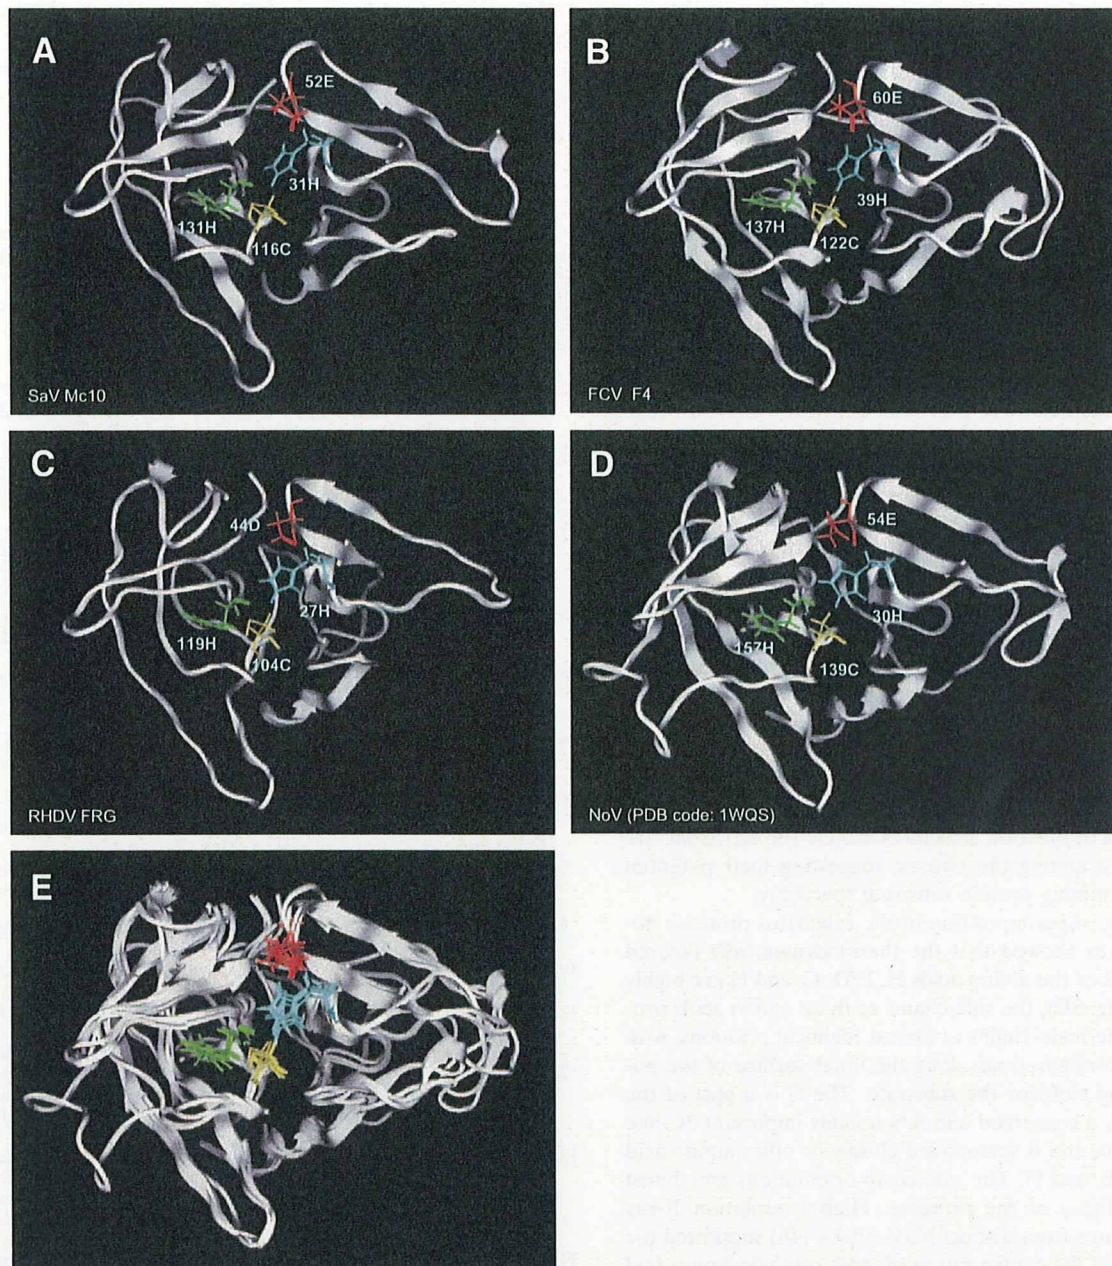 A
52E
31H
131H
116C
SaV Mc10
B
60E
39H
137H
122C
FCV F4
C
44D
27H
119H
104C
RHDV FRG
D
54E
30H
157H
139C
NoV (PDB code: 1WQS)
E